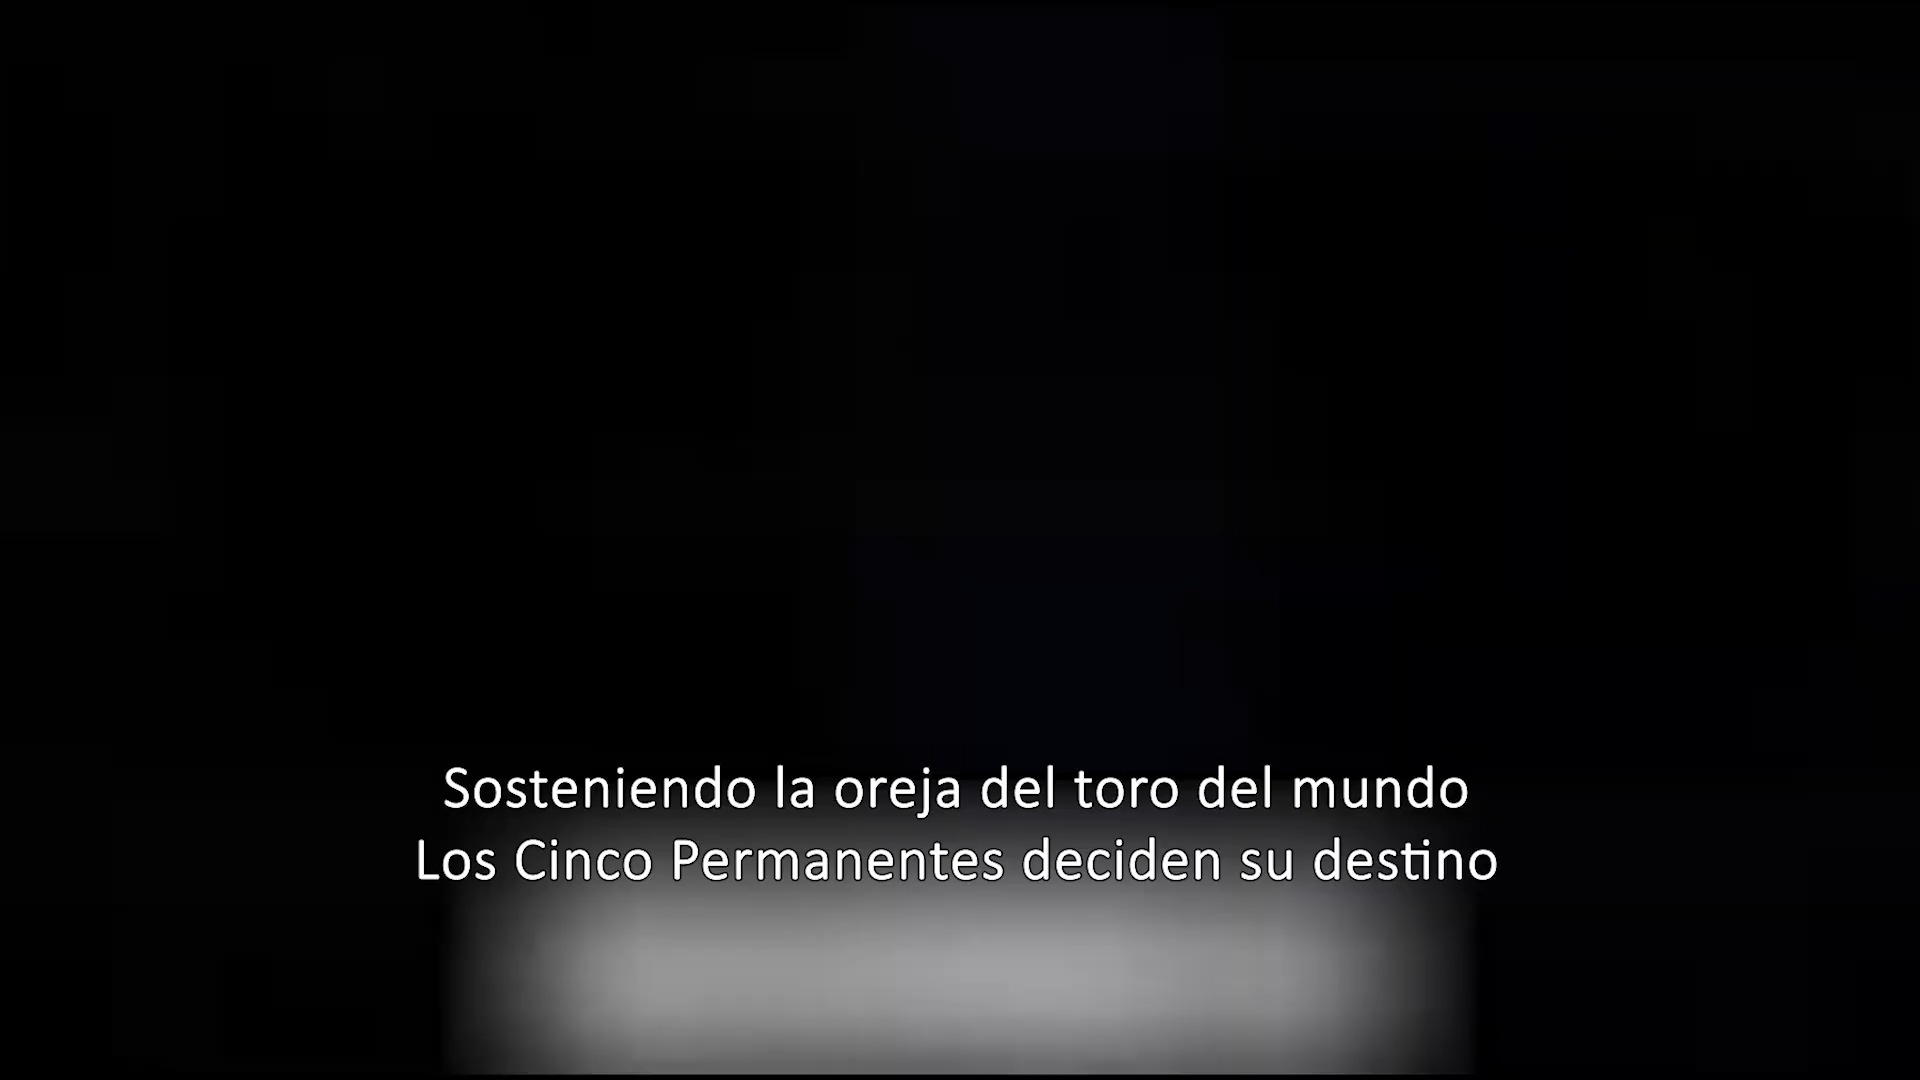 Sosteniendo la oreja del toro del mundo
Los Cinco Permanentes deciden su destino